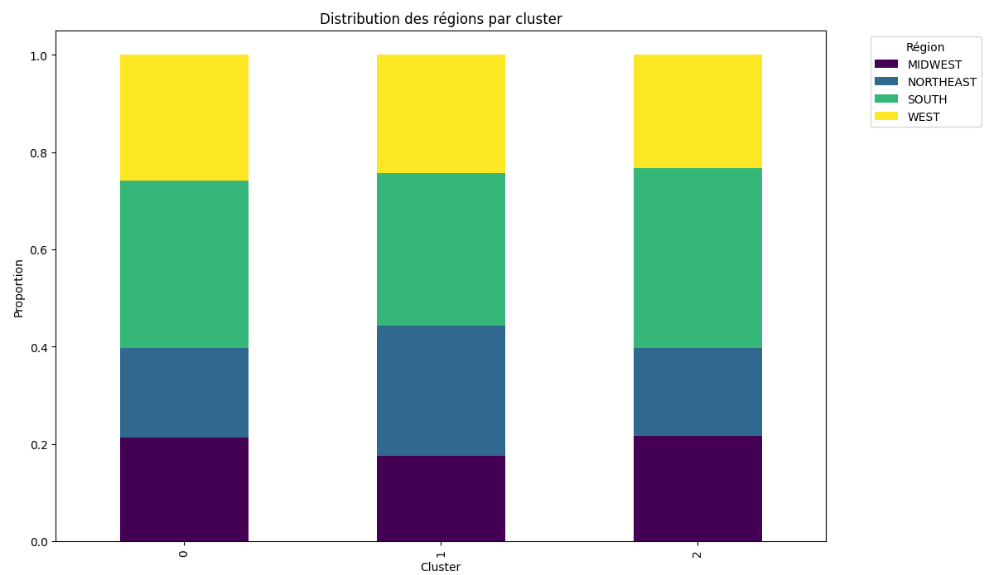 Distribution des régions par cluster
Région
MIDWEST
NORTHEAST
SOUTH
WEST
Proportion
1.0
0.8
0.6
0.4
0.2
0.0
0
1
2
Cluster